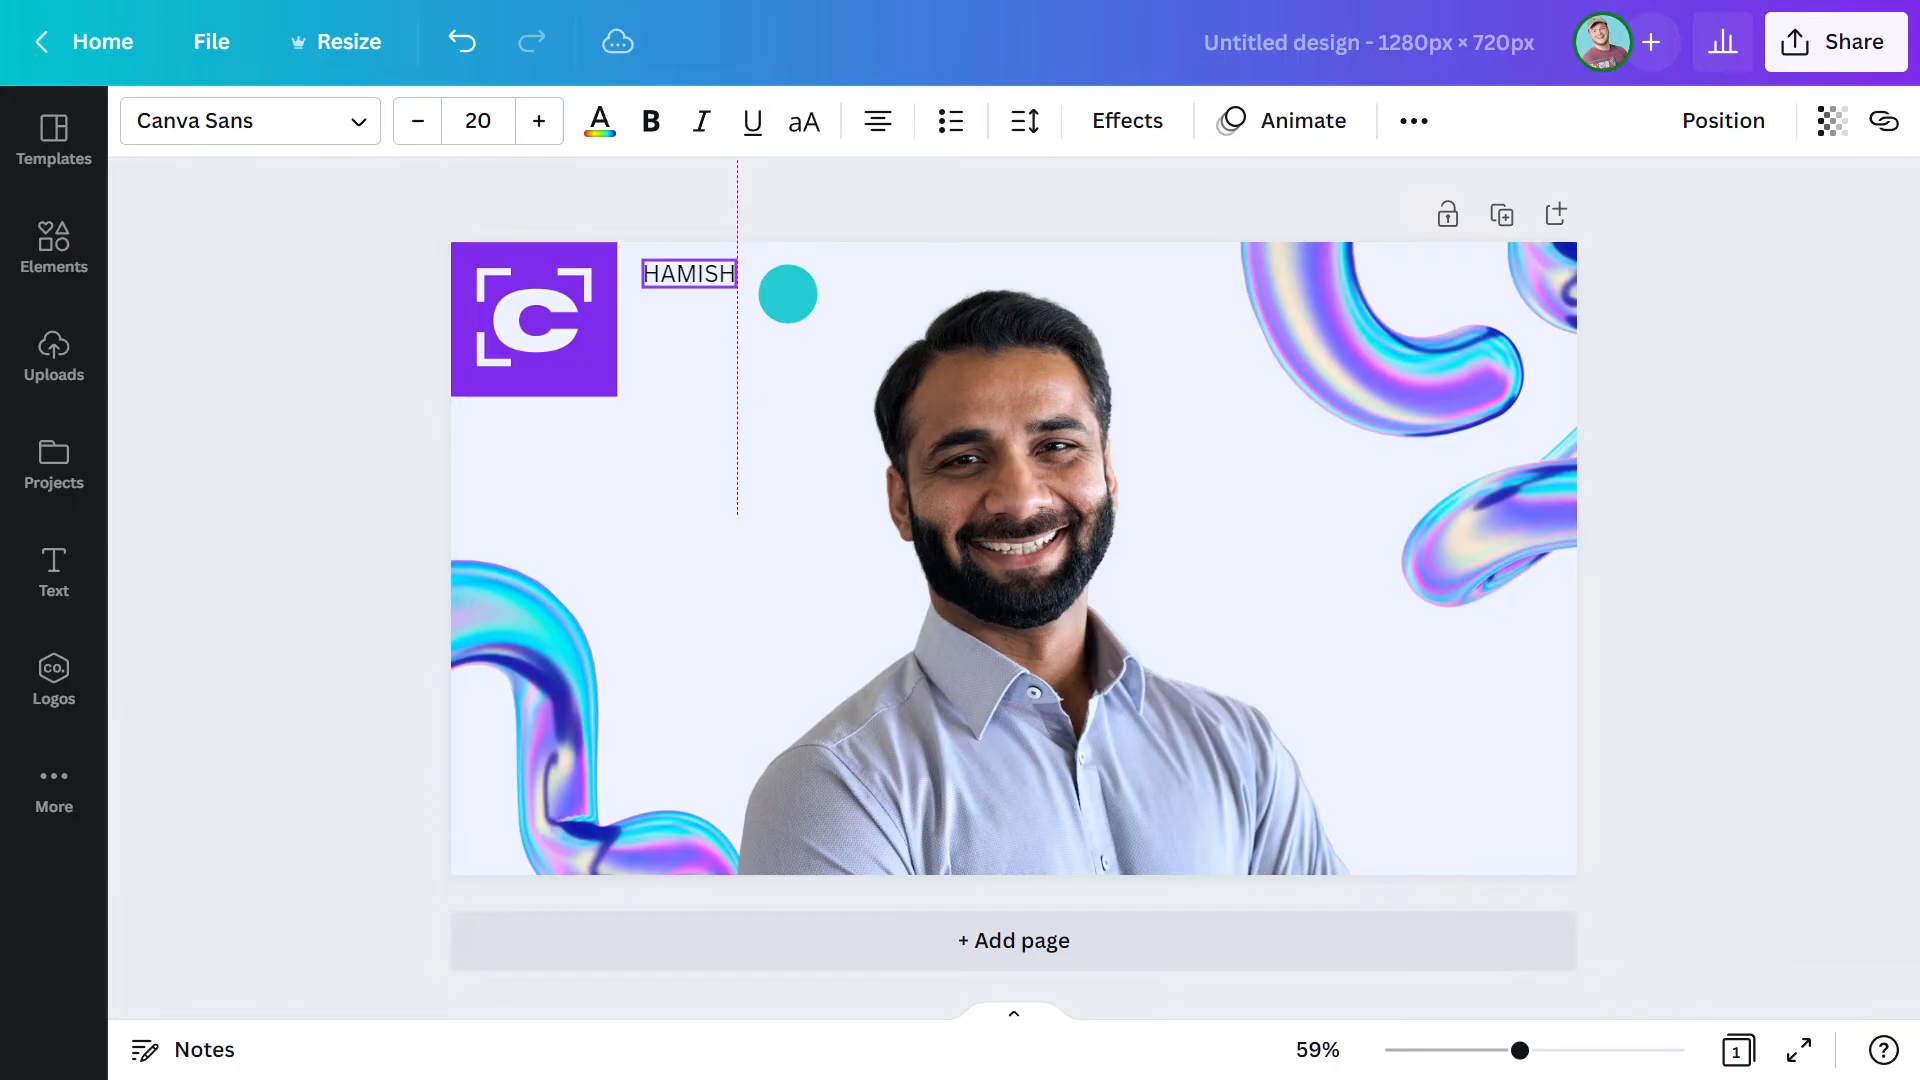 Home
File
Resize
Untitled design - 1280px × 720px
+
Share
Canva Sans
- 20 +
A B I U aA
Effects
Animate
Position
Templates
Elements
Uploads
Projects
Text
CO.
Logos
More
C
HAMISH
+ Add page
Notes
59%
1
?